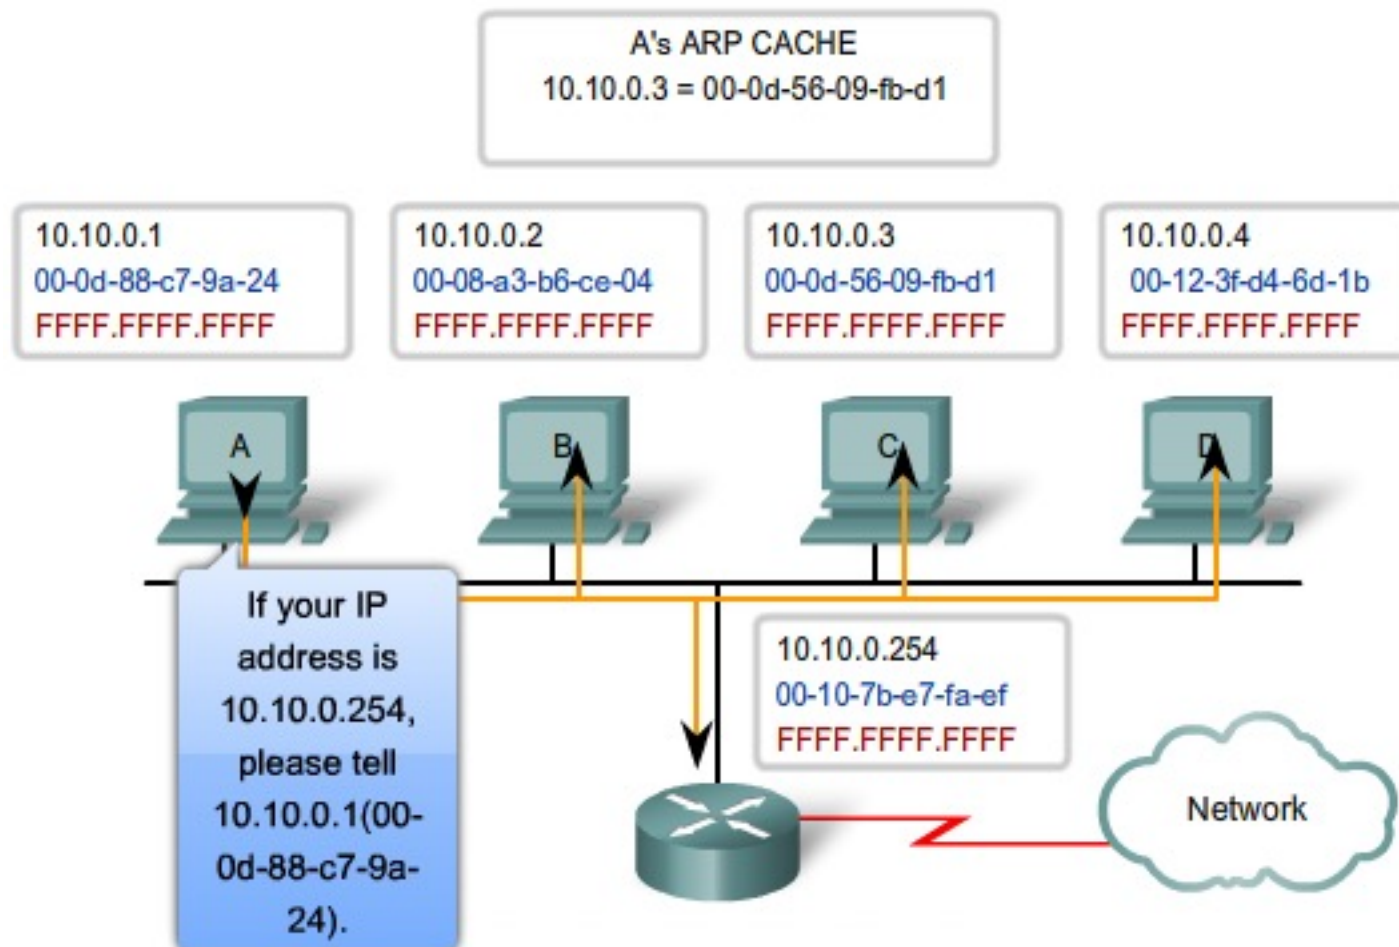 A's ARP CACHE
10.10.0.3 = 00-0d-56-09-fb-d1
10.10.0.1
00-0d-88-c7-9a-24
FFFF.FFFF.FFFF
10.10.0.2
00-08-a3-b6-ce-04
FFFF.FFFF.FFFF
10.10.0.3
00-0d-56-09-fb-d1
FFFF.FFFF.FFFF
10.10.0.4
00-12-3f-d4-6d-1b
FFFF.FFFF.FFFF
A
B
C
D
If your IP
address is
10.10.0.254,
please tell
10.10.0.1(00-
0d-88-c7-9a-
24).
10.10.0.254
00-10-7b-e7-fa-ef
FFFF.FFFF.FFFF
Network